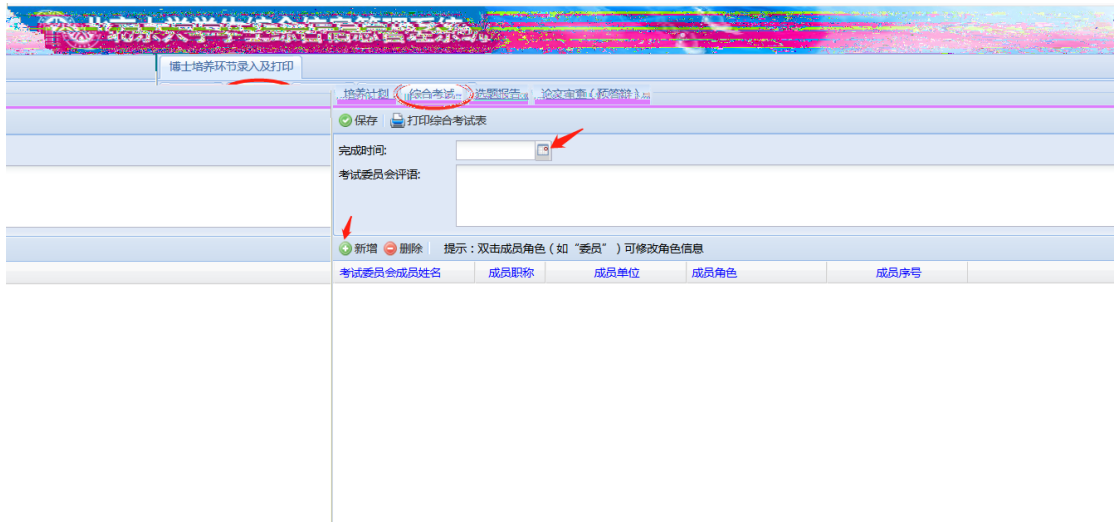 博士培养环节录入及打印
培养计划 综合考试 选题报告 论文审查（预答辩）
保存 打印综合考试表
完成时间:
考试委员会评语:
新增 删除 提示：双击成员角色（如“委员”）可修改角色信息
考试委员会成员姓名 成员职称 成员单位 成员角色 成员序号